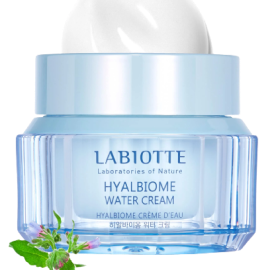 LABIOTTE
Laboratories of Nature
HYALBIOME
WATER CREAM
HYALBIOME CRÈME D'EAU
히알바이옴 워터 크림